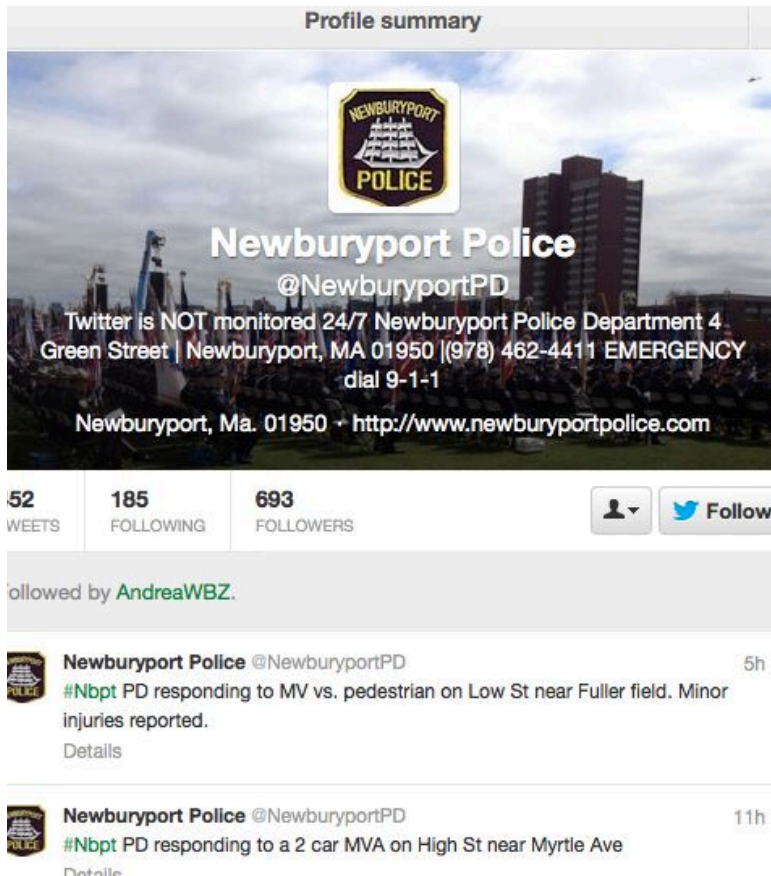 Profile summary
NEWBURYPORT
POLICE
Newburyport Police
@NewburyportPD
Twitter is NOT monitored 24/7 Newburyport Police Department 4
Green Street | Newburyport, MA 01950 |(978) 462-4411 EMERGENCY
dial 9-1-1
Newburyport, Ma. 01950 · http://www.newburyportpolice.com
52 185 693
WEETS FOLLOWING FOLLOWERS
Follow
ollowed by AndreaWBZ.
Newburyport Police @NewburyportPD 5h
#Nbpt PD responding to MV vs. pedestrian on Low St near Fuller field. Minor
injuries reported.
Details
Newburyport Police @NewburyportPD 11h
#Nbpt PD responding to a 2 car MVA on High St near Myrtle Ave
Details